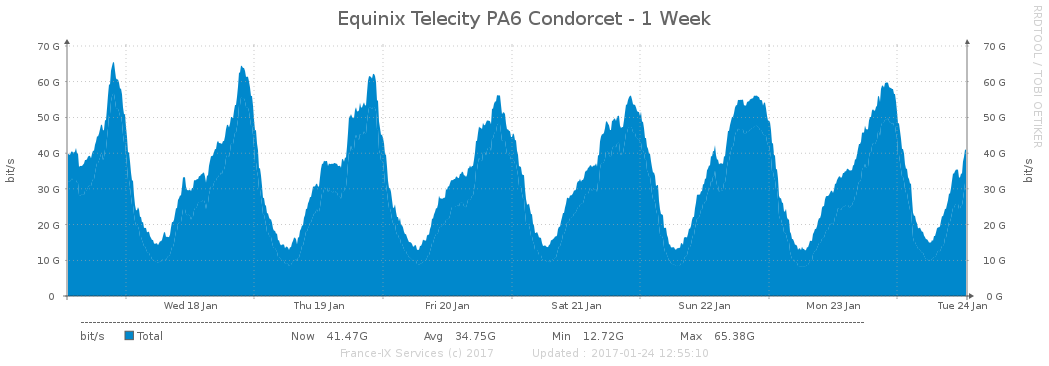 Equinix Telecity PA6 Condorcet - 1 Week
RRDTOOL / TOBI OETIKER
bit/s
70 G 70 G
60 G 60 G
50 G 50 G
40 G 40 G
30 G 30 G
20 G 20 G
10 G 10 G
0 0 G
bit/s
Wed 18 Jan Thu 19 Jan Fri 20 Jan Sat 21 Jan Sun 22 Jan Mon 23 Jan Tue 24 Jan
bit/s Total Now 41.47G Avg 34.75G Min 12.72G Max 65.38G
France-IX Services (c) 2017 Updated : 2017-01-24 12:55:10